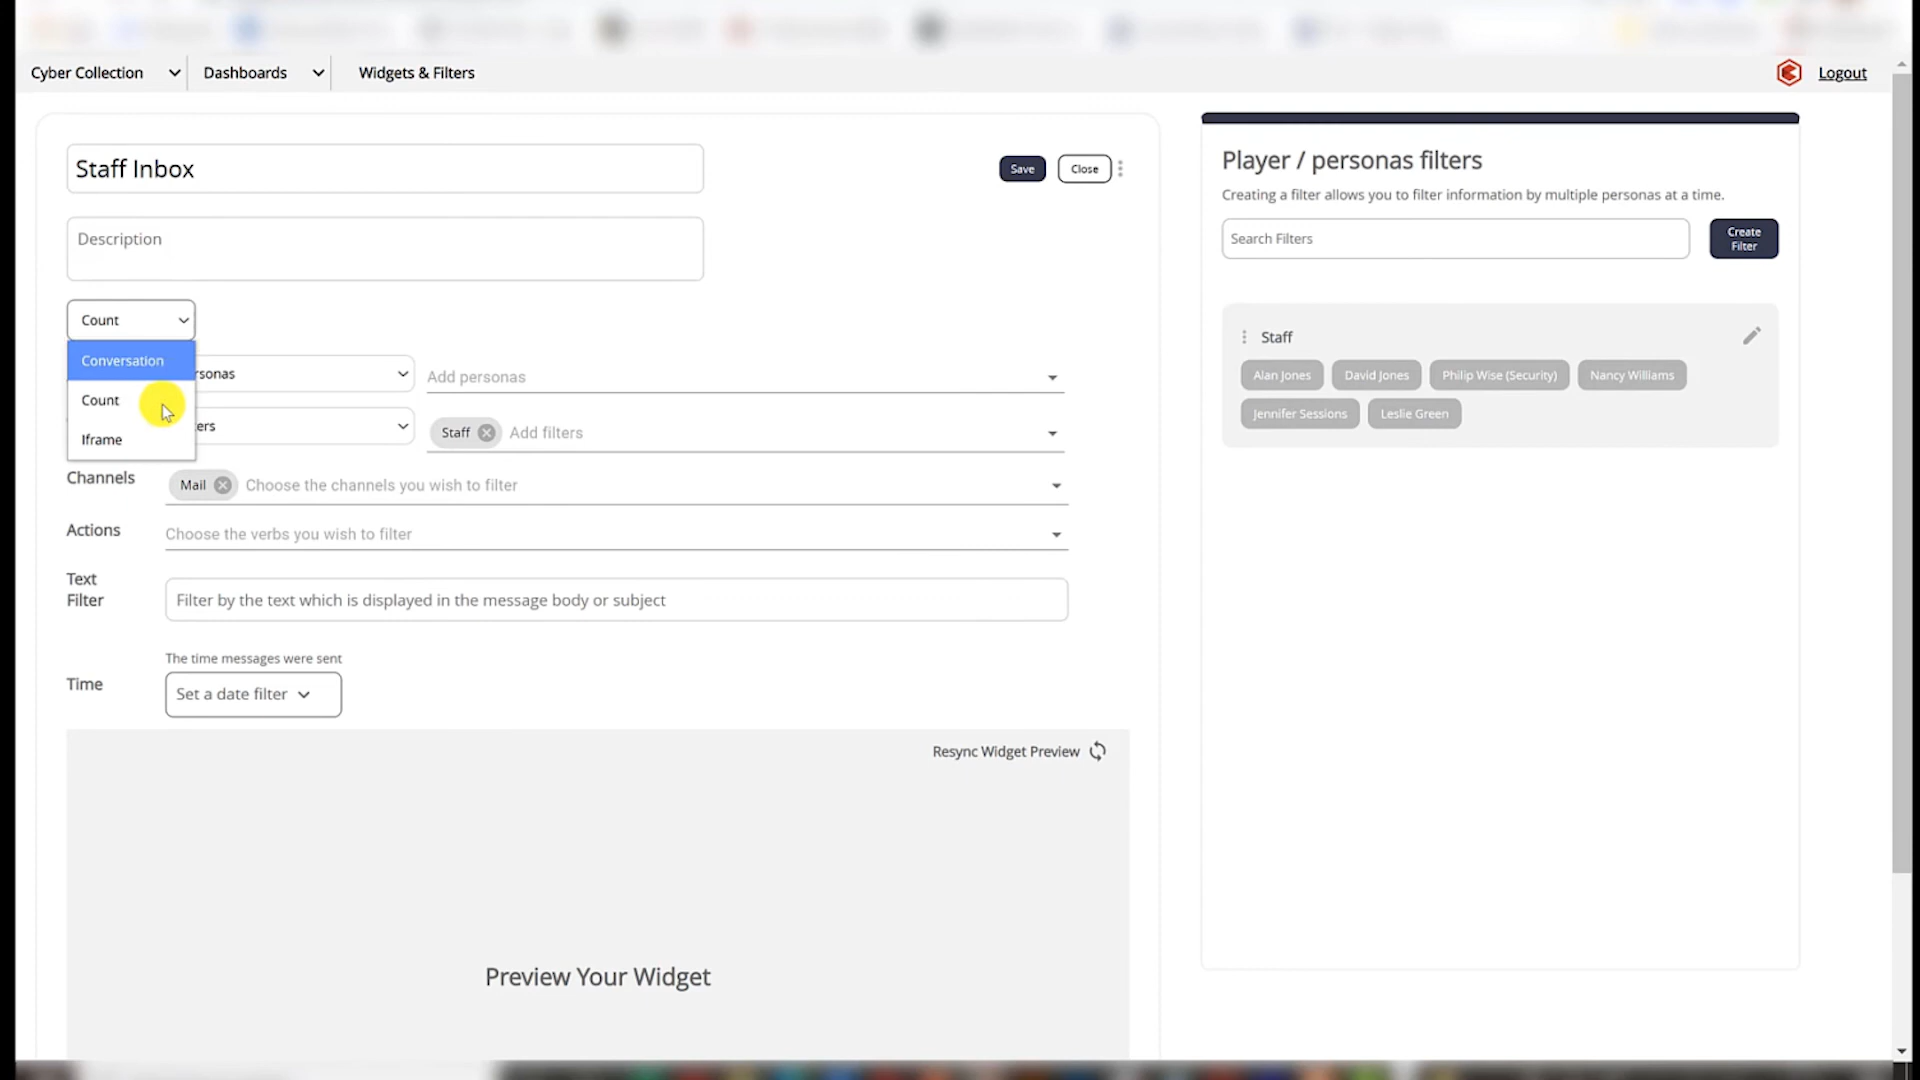 Cyber Collection Dashboards Widgets & Filters Logout
Staff Inbox Save Close
Description
Count
Conversation
Count
Iframe
rsonas Add personas
ers Staff Add filters
Channels Mail Choose the channels you wish to filter
Actions Choose the verbs you wish to filter
Text
Filter
Filter by the text which is displayed in the message body or subject
The time messages were sent
Time Set a date filter
Resync Widget Preview
Preview Your Widget
Player / personas filters
Creating a filter allows you to filter information by multiple personas at a time.
Search Filters
Create
Filter
Staff
Alan Jones David Jones Philip Wise (Security) Nancy Williams
Jennifer Sessions Leslie Green